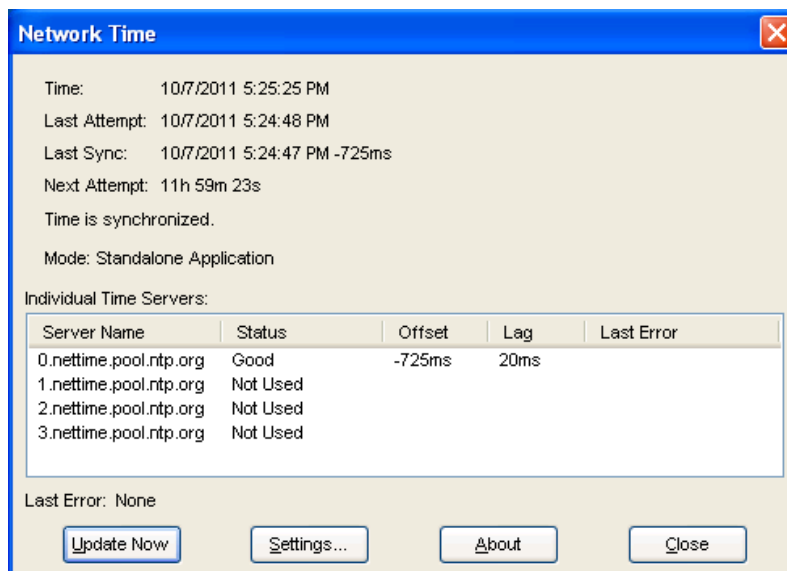 Network Time
Time: 10/7/2011 5:25:25 PM
Last Attempt: 10/7/2011 5:24:48 PM
Last Sync: 10/7/2011 5:24:47 PM -725ms
Next Attempt: 11h 59m 23s
Time is synchronized.
Mode: Standalone Application
Individual Time Servers:
Server Name Status Offset Lag Last Error
0.nettime.pool.ntp.org Good -725ms 20ms
1.nettime.pool.ntp.org Not Used
2.nettime.pool.ntp.org Not Used
3.nettime.pool.ntp.org Not Used
Last Error: None
Update Now Settings... About Close